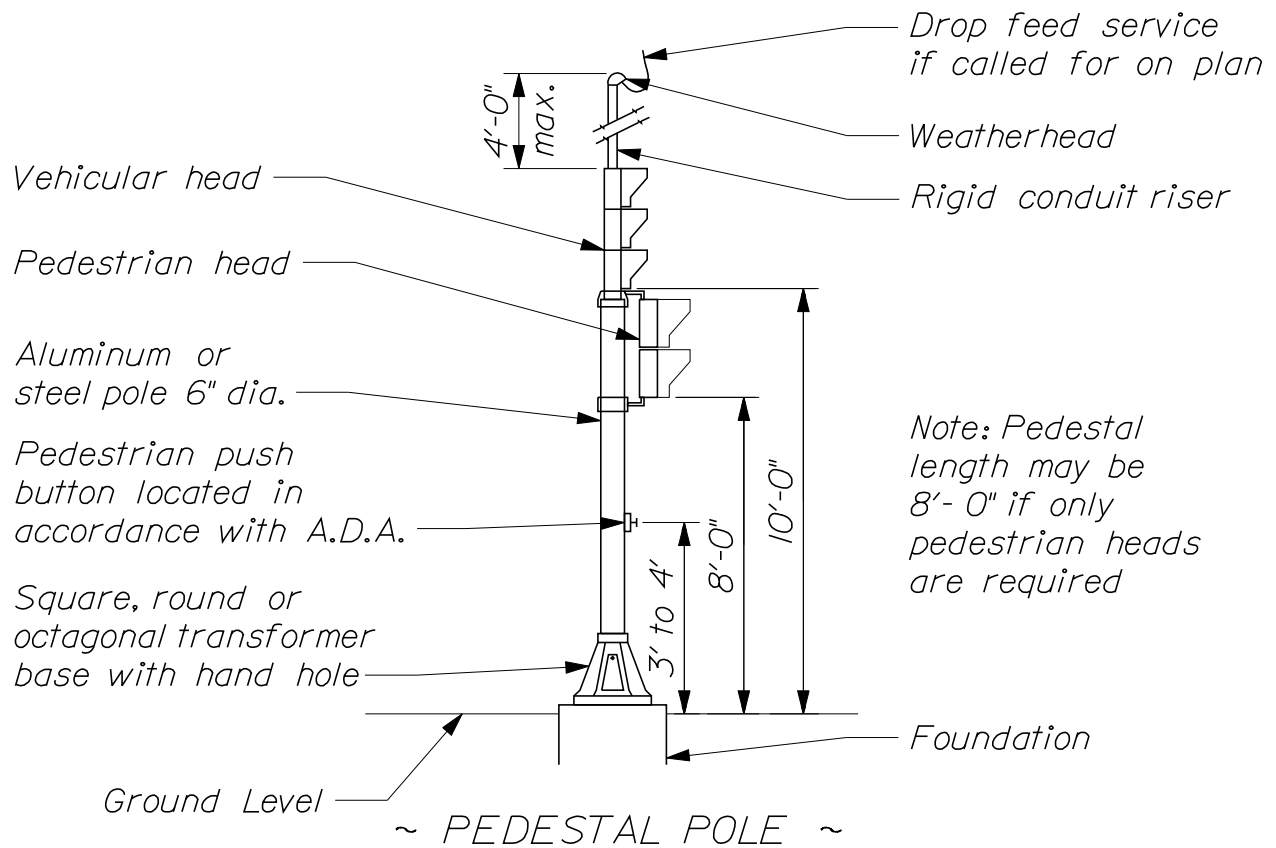 Drop feed service
if called for on plan
4'-0"
max.
Weatherhead
Vehicular head
Rigid conduit riser
Pedestrian head
Aluminum or
steel pole 6" dia.
Pedestrian push
button located in
accordance with A.D.A.
Square, round or
octagonal transformer
base with hand hole
3' to 4'
8'-0"
10'-0"
Note: Pedestal
length may be
8'- 0" if only
pedestrian heads
are required
Foundation
Ground Level
~ PEDESTAL POLE ~